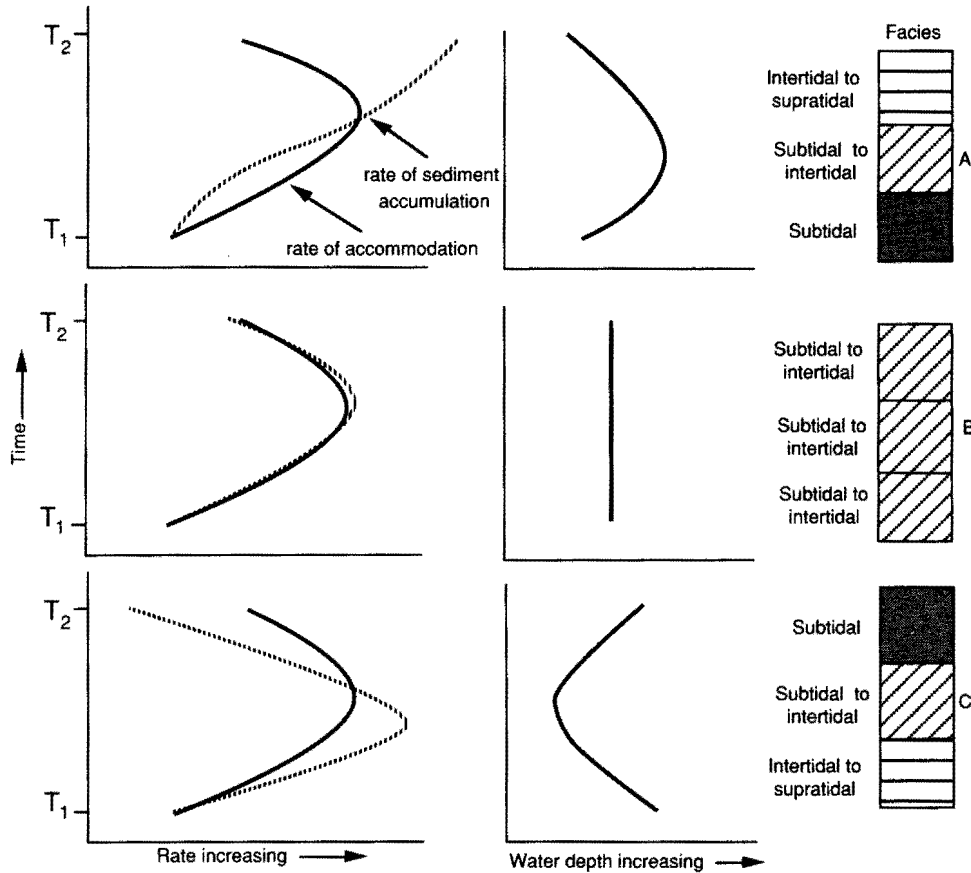 T2
T1
rate of sediment
accumulation
rate of accommodation
Facies
Intertidal to
supratidal
Subtidal to
intertidal
Subtidal
A
T2
T1
Time
Subtidal to
intertidal
Subtidal to
intertidal
Subtidal to
intertidal
B
T2
T1
Rate increasing
Water depth increasing
Subtidal
Subtidal to
intertidal
Intertidal to
supratidal
C